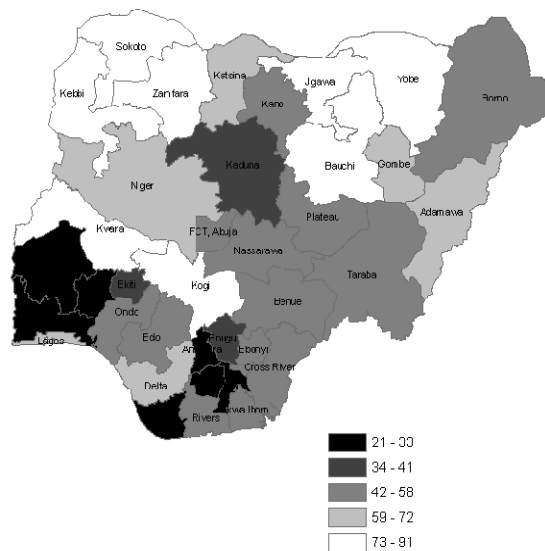 Sokoto
Katsina
Jgawa
Yobe
Kebbi
Zamfara
Kano
Borno
Kaduna
Bauchi
Gombe
Niger
Adamawa
Plateau
Kwara
FCT, Abuja
Nassarawa
Taraba
Ekiti
Kogi
Benue
Ondo
Edo
Enugu
Ebonyi
Lagos
Cross River
Delta
Rivers
21 - 33
34 - 41
42 - 58
59 - 72
73 - 91